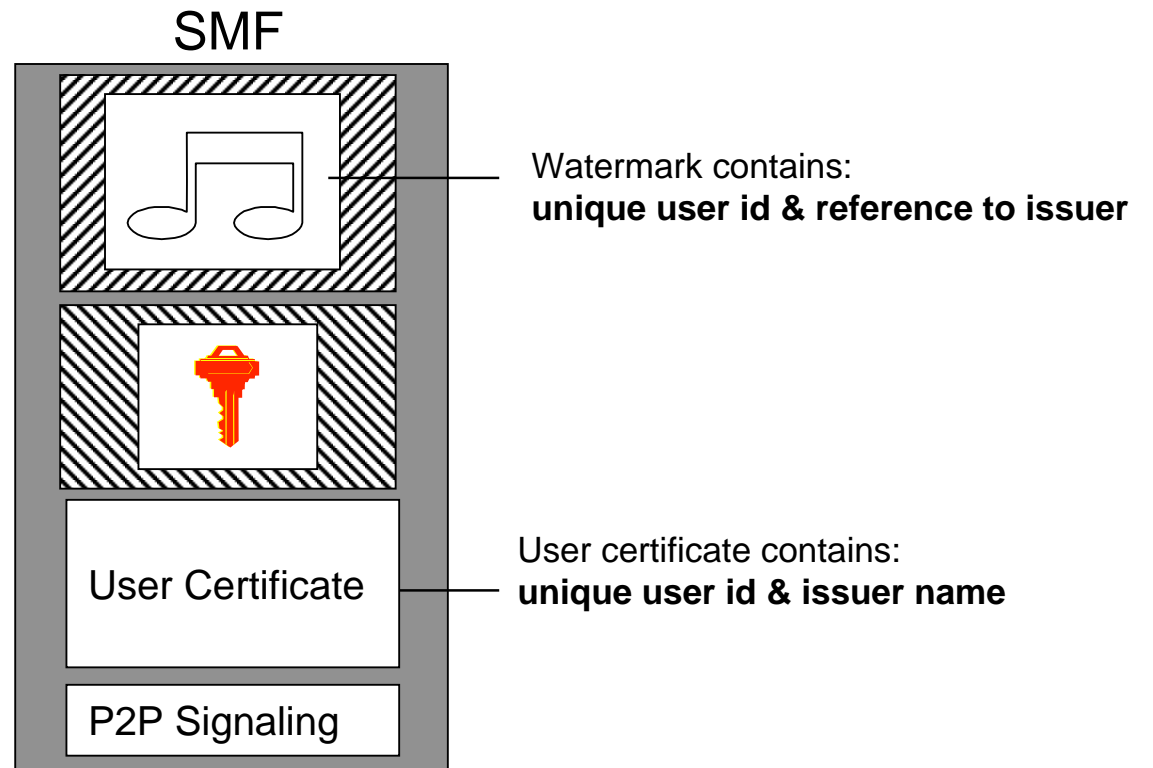 SMF
Watermark contains:
unique user id & reference to issuer
User Certificate
User certificate contains:
unique user id & issuer name
P2P Signaling